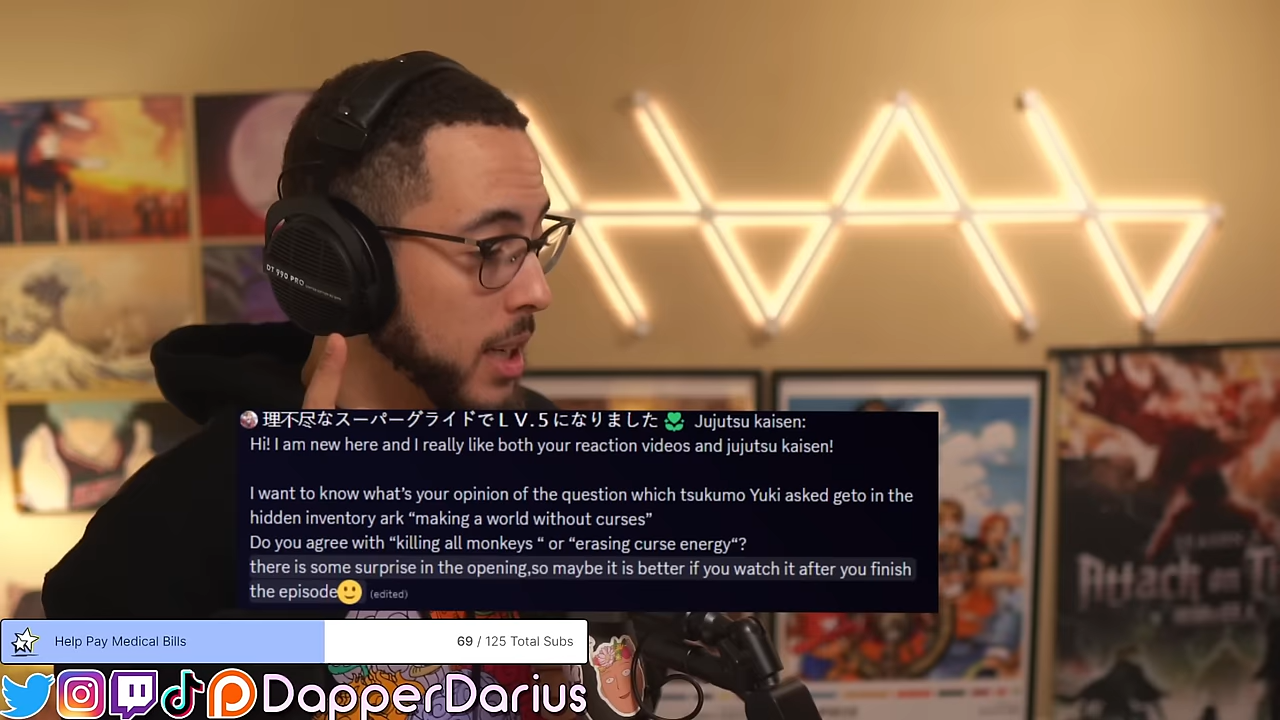 DT 990 PRO
理不尽なスーパーグライドでＬＶ.５になりました Jujutsu kaisen:
Hi! I am new here and I really like both your reaction videos and jujutsu kaisen!
I want to know what’s your opinion of the question which tsukumo Yuki asked geto in the
hidden inventory ark “making a world without curses”
Do you agree with “killing all monkeys “ or “erasing curse energy“?
there is some surprise in the opening,so maybe it is better if you watch it after you finish
the episode (edited)
Attack on
Help Pay Medical Bills
69 / 125 Total Subs
DapperDarius